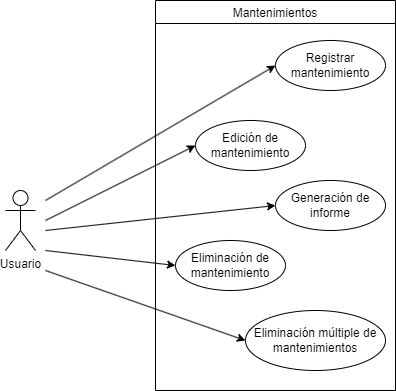 Mantenimientos
Registrar
mantenimiento
Edición de
mantenimiento
Generación de
informe
Usuario
Eliminación de
mantenimiento
Eliminación múltiple de
mantenimientos